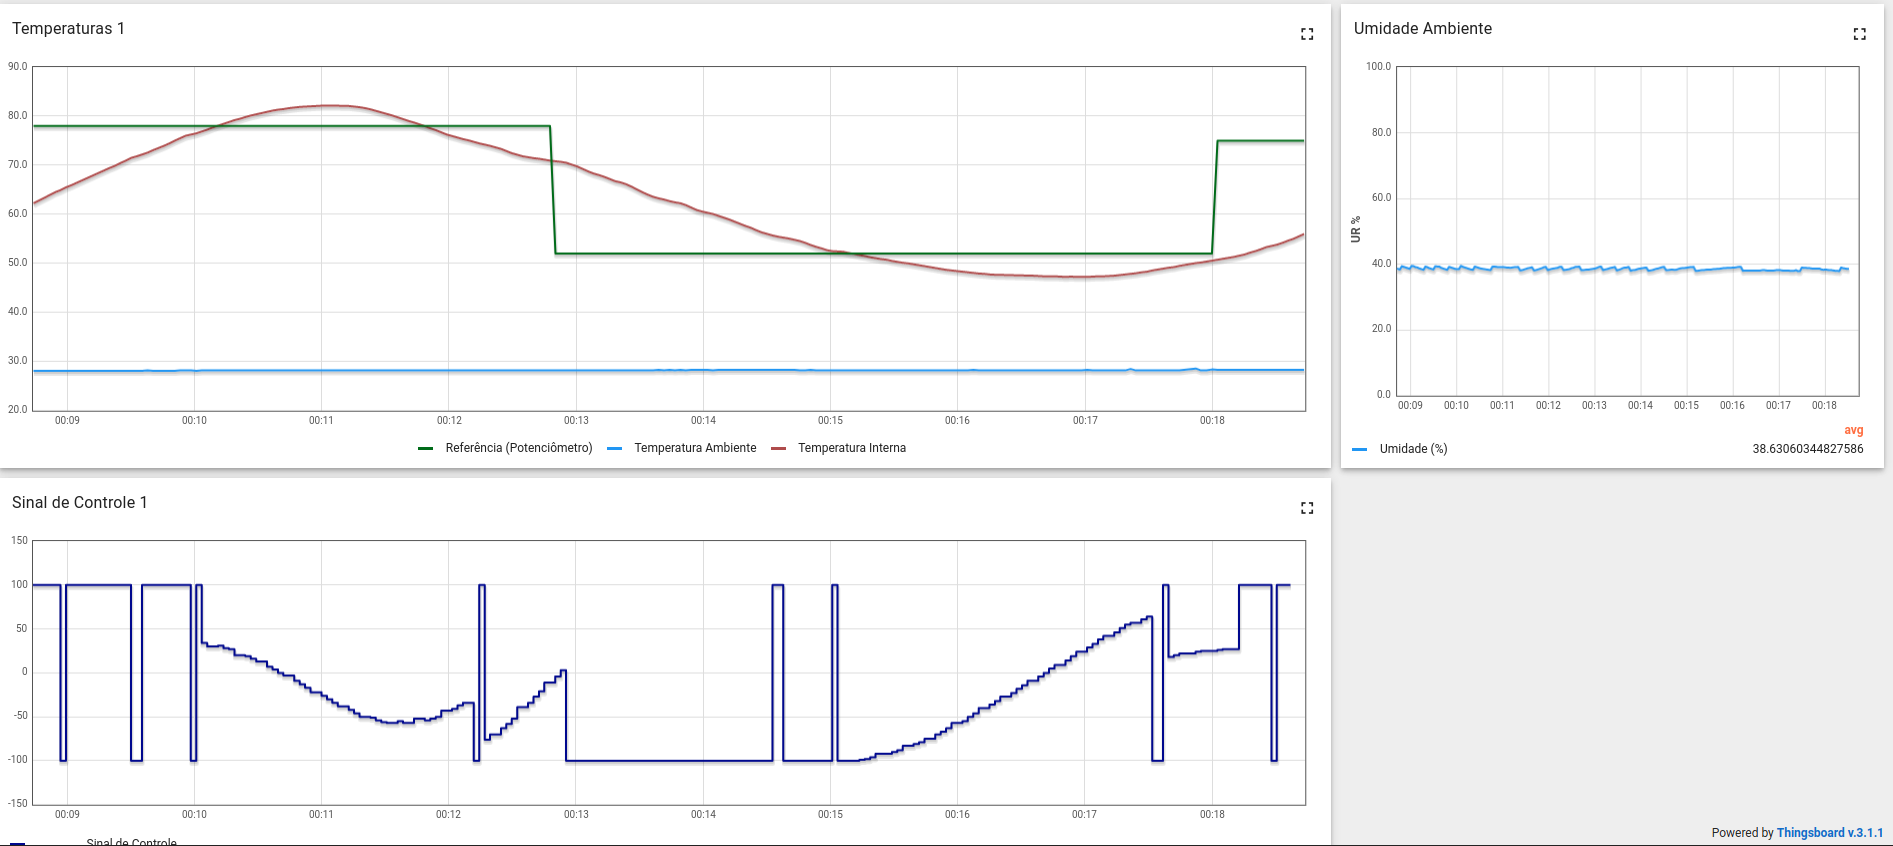 Temperaturas 1
90.0
80.0
70.0
60.0
50.0
40.0
30.0
20.0
00:09 00:10 00:11 00:12 00:13 00:14 00:15 00:16 00:17 00:18
Referência (Potenciômetro) Temperatura Ambiente Temperatura Interna
Umidade Ambiente
100.0
80.0
60.0
40.0
20.0
0.0
UR %
00:09 00:10 00:11 00:12 00:13 00:14 00:15 00:16 00:17 00:18
avg
Umidade (%) 38.63060344827586
Sinal de Controle 1
150
100
50
0
-50
-100
-150
00:09 00:10 00:11 00:12 00:13 00:14 00:15 00:16 00:17 00:18
Sinal de Controle
Powered by Thingsboard v.3.1.1